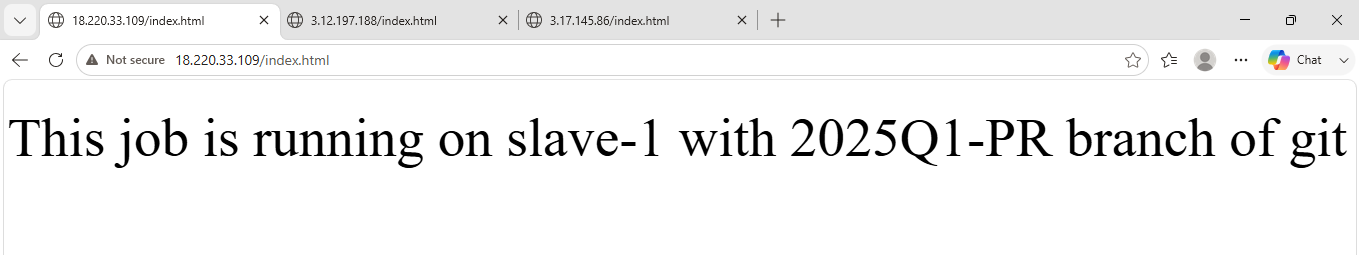 18.220.33.109/index.html
3.12.197.188/index.html
3.17.145.86/index.html
Not secure 18.220.33.109/index.html
Chat
This job is running on slave-1 with 2025Q1-PR branch of git